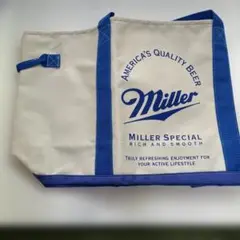 AMERICA'S QUALITY BEER
Miller
MILLER SPECIAL
RICH AND SMOOTH
TRULY REFRESHING ENJOYMENT FOR
YOUR ACTIVE LIFESTYLE